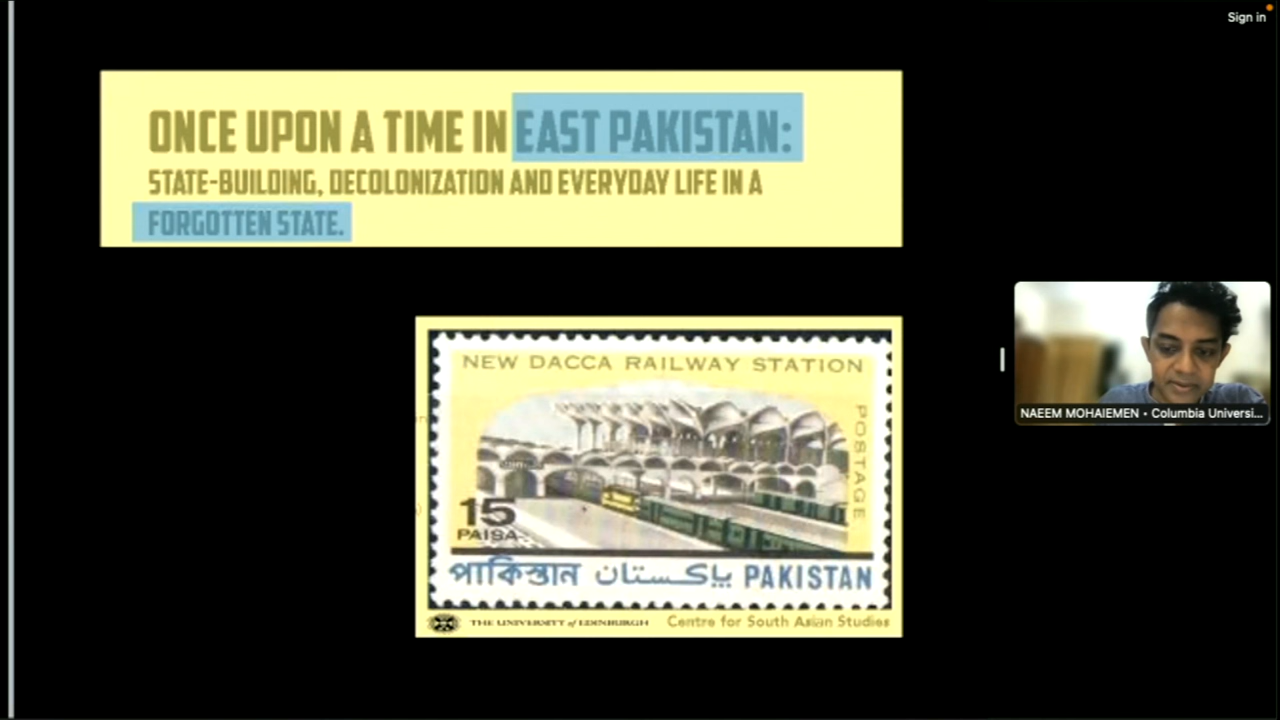 Sign in
ONCE UPON A TIME IN EAST PAKISTAN:
STATE-BUILDING, DECOLONIZATION AND EVERYDAY LIFE IN A
FORGOTTEN STATE.
NEW DACCA RAILWAY STATION
POSTAGE
15
PAISA
পাকিস্তান پاکستان PAKISTAN
THE UNIVERSITY of EDINBURGH Centre for South Asian Studies
NAEEM MOHAIEMEN • Columbia Universi...